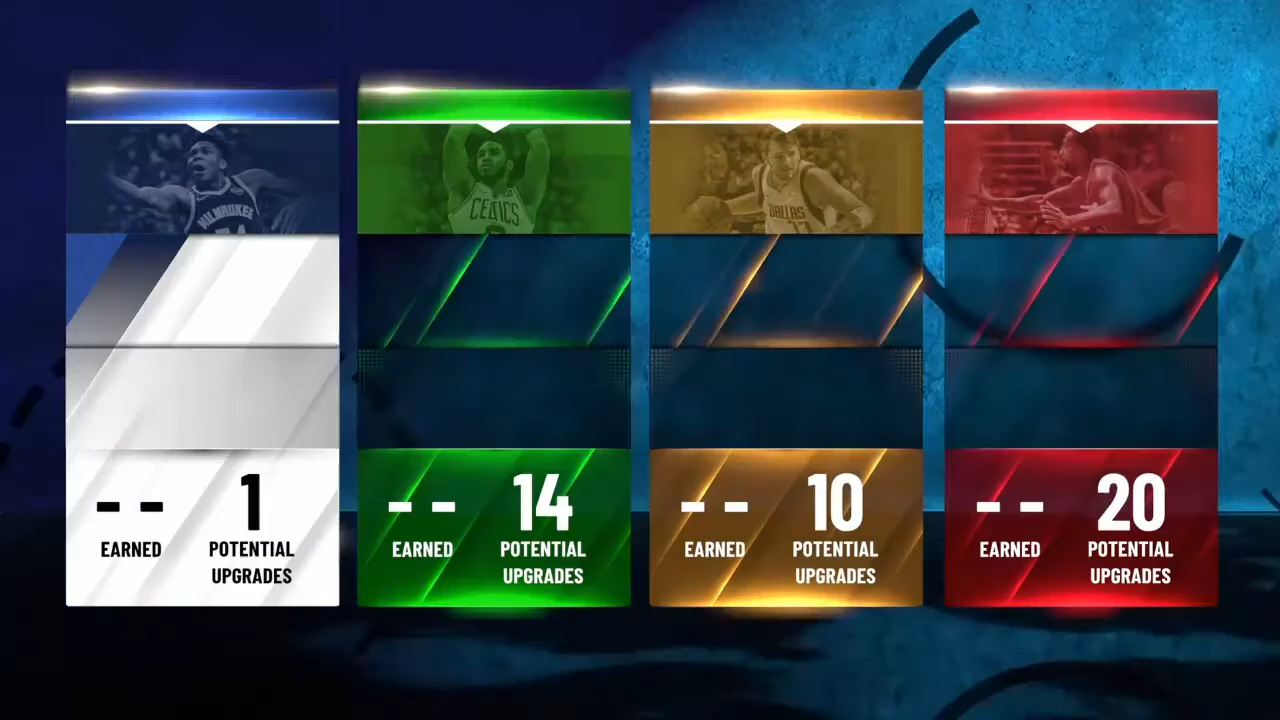 MILWAUKEE
CELTICS
DALLAS
- -
EARNED
1
POTENTIAL
UPGRADES
- -
EARNED
14
POTENTIAL
UPGRADES
- -
EARNED
10
POTENTIAL
UPGRADES
- -
EARNED
20
POTENTIAL
UPGRADES